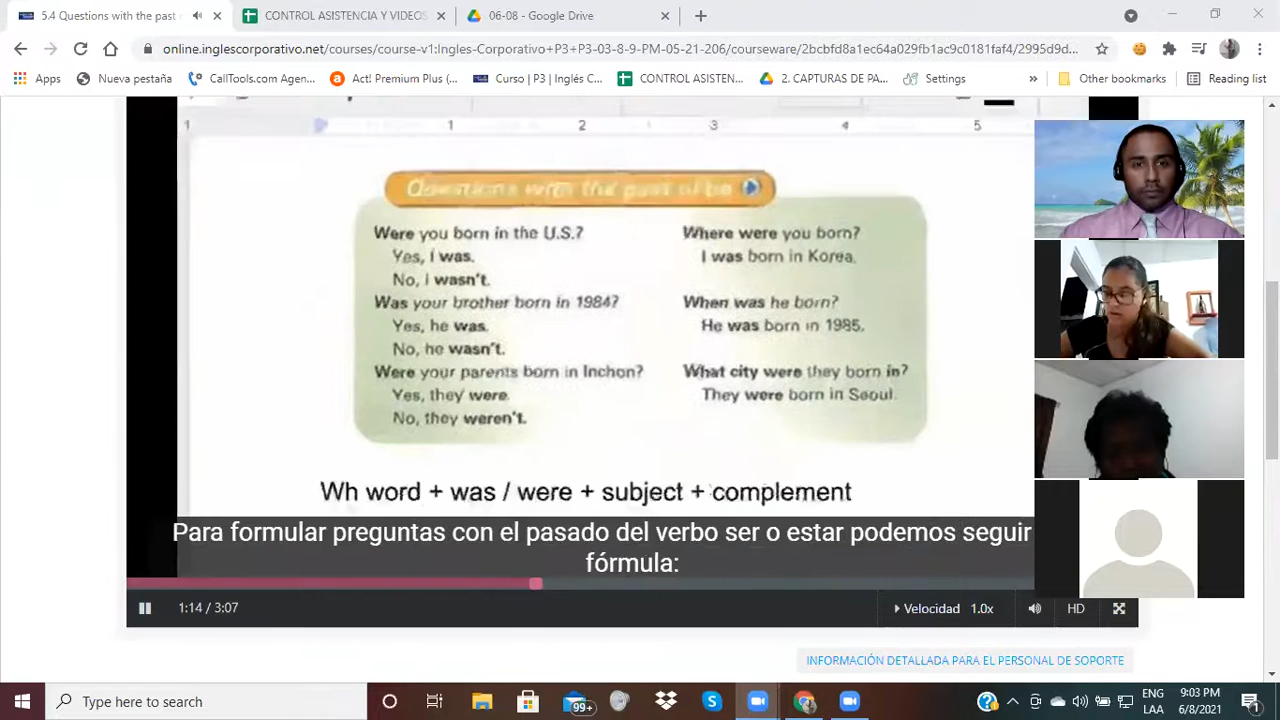 5.4 Questions with the past
CONTROL ASISTENCIA Y VIDEOS
06-08 - Google Drive
online.inglescorporativo.net/courses/course-v1:Ingles-Corporativo+P3+P3-03-8-9-PM-05-21-206/courseware/2bcbfd8a1ec64a029fb1ac9c0181faf4/2995d9d...
Apps Nueva pestaña CallTools.com Agen... Act! Premium Plus (... Curso | P3 | Inglés C... CONTROL ASISTEN... 2. CAPTURAS DE PA... Settings » Other bookmarks Reading list
1 1 2 3 4 5
Questions with the past of be
Were you born in the U.S.?
Yes, I was.
No, I wasn't.
Was your brother born in 1984?
Yes, he was.
No, he wasn't.
Were your parents born in Inchon?
Yes, they were.
No, they weren't.
Where were you born?
I was born in Korea.
When was he born?
He was born in 1985.
What city were they born in?
They were born in Seoul.
Wh word + was / were + subject + complement
Para formular preguntas con el pasado del verbo ser o estar podemos seguir
fórmula:
1:14 / 3:07 Velocidad 1.0x HD
INFORMACIÓN DETALLADA PARA EL PERSONAL DE SOPORTE
Type here to search
99+
ENG
LAA
9:03 PM
6/8/2021
1